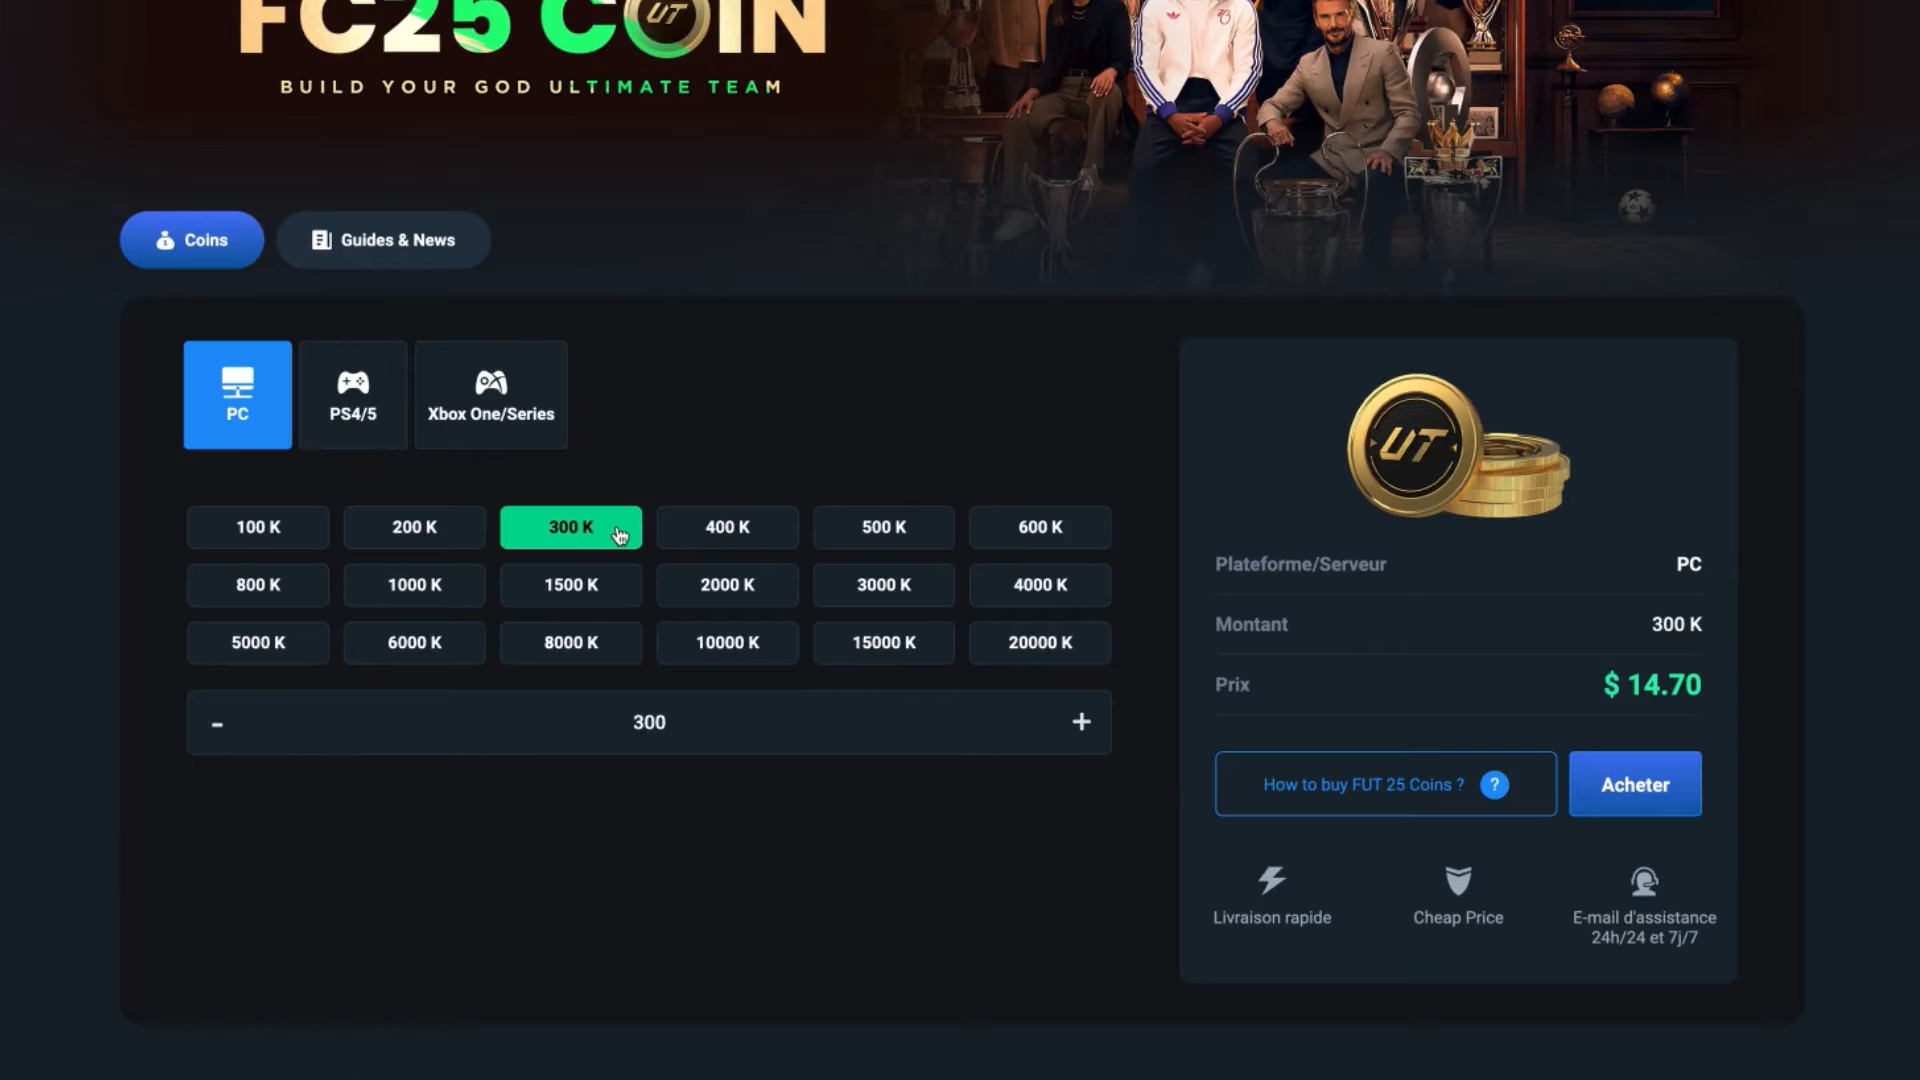 FC25 COIN
BUILD YOUR GOD ULTIMATE TEAM
Coins
Guides & News
PC
PS4/5
Xbox One/Series
100 K
200 K
300 K
400 K
500 K
600 K
800 K
1000 K
1500 K
2000 K
3000 K
4000 K
5000 K
6000 K
8000 K
10000 K
15000 K
20000 K
- 300 +
UT
Plateforme/Serveur PC
Montant 300 K
Prix $ 14.70
How to buy FUT 25 Coins ? ?
Acheter
Livraison rapide
Cheap Price
E-mail d'assistance
24h/24 et 7j/7